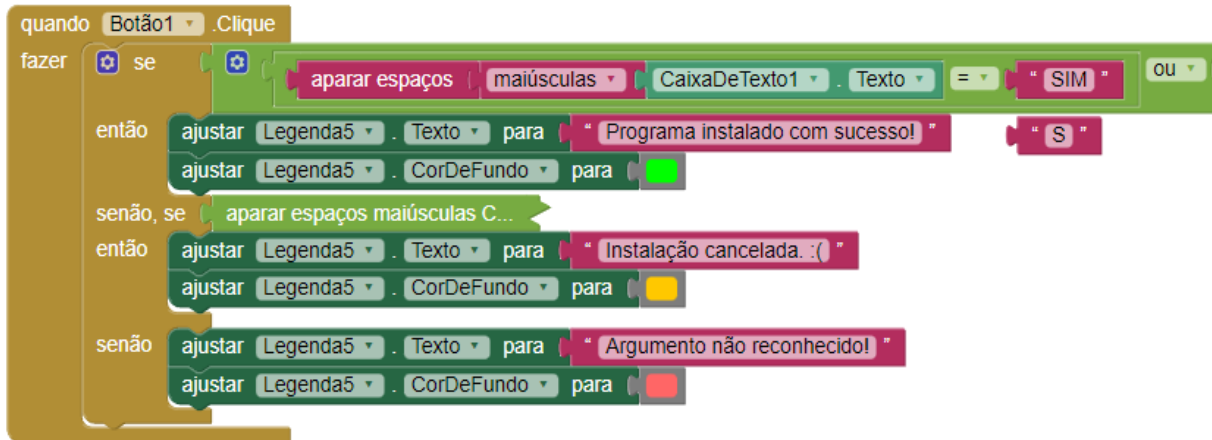 quando Botão1 .Clique
fazer se aparar espaços maiúsculas CaixaDeTexto1 . Texto = " SIM " ou
então ajustar Legenda5 . Texto para " Programa instalado com sucesso! " " S "
ajustar Legenda5 . CorDeFundo para
senão, se aparar espaços maiúsculas C...
então ajustar Legenda5 . Texto para " Instalação cancelada. :( "
ajustar Legenda5 . CorDeFundo para
senão ajustar Legenda5 . Texto para " Argumento não reconhecido! "
ajustar Legenda5 . CorDeFundo para